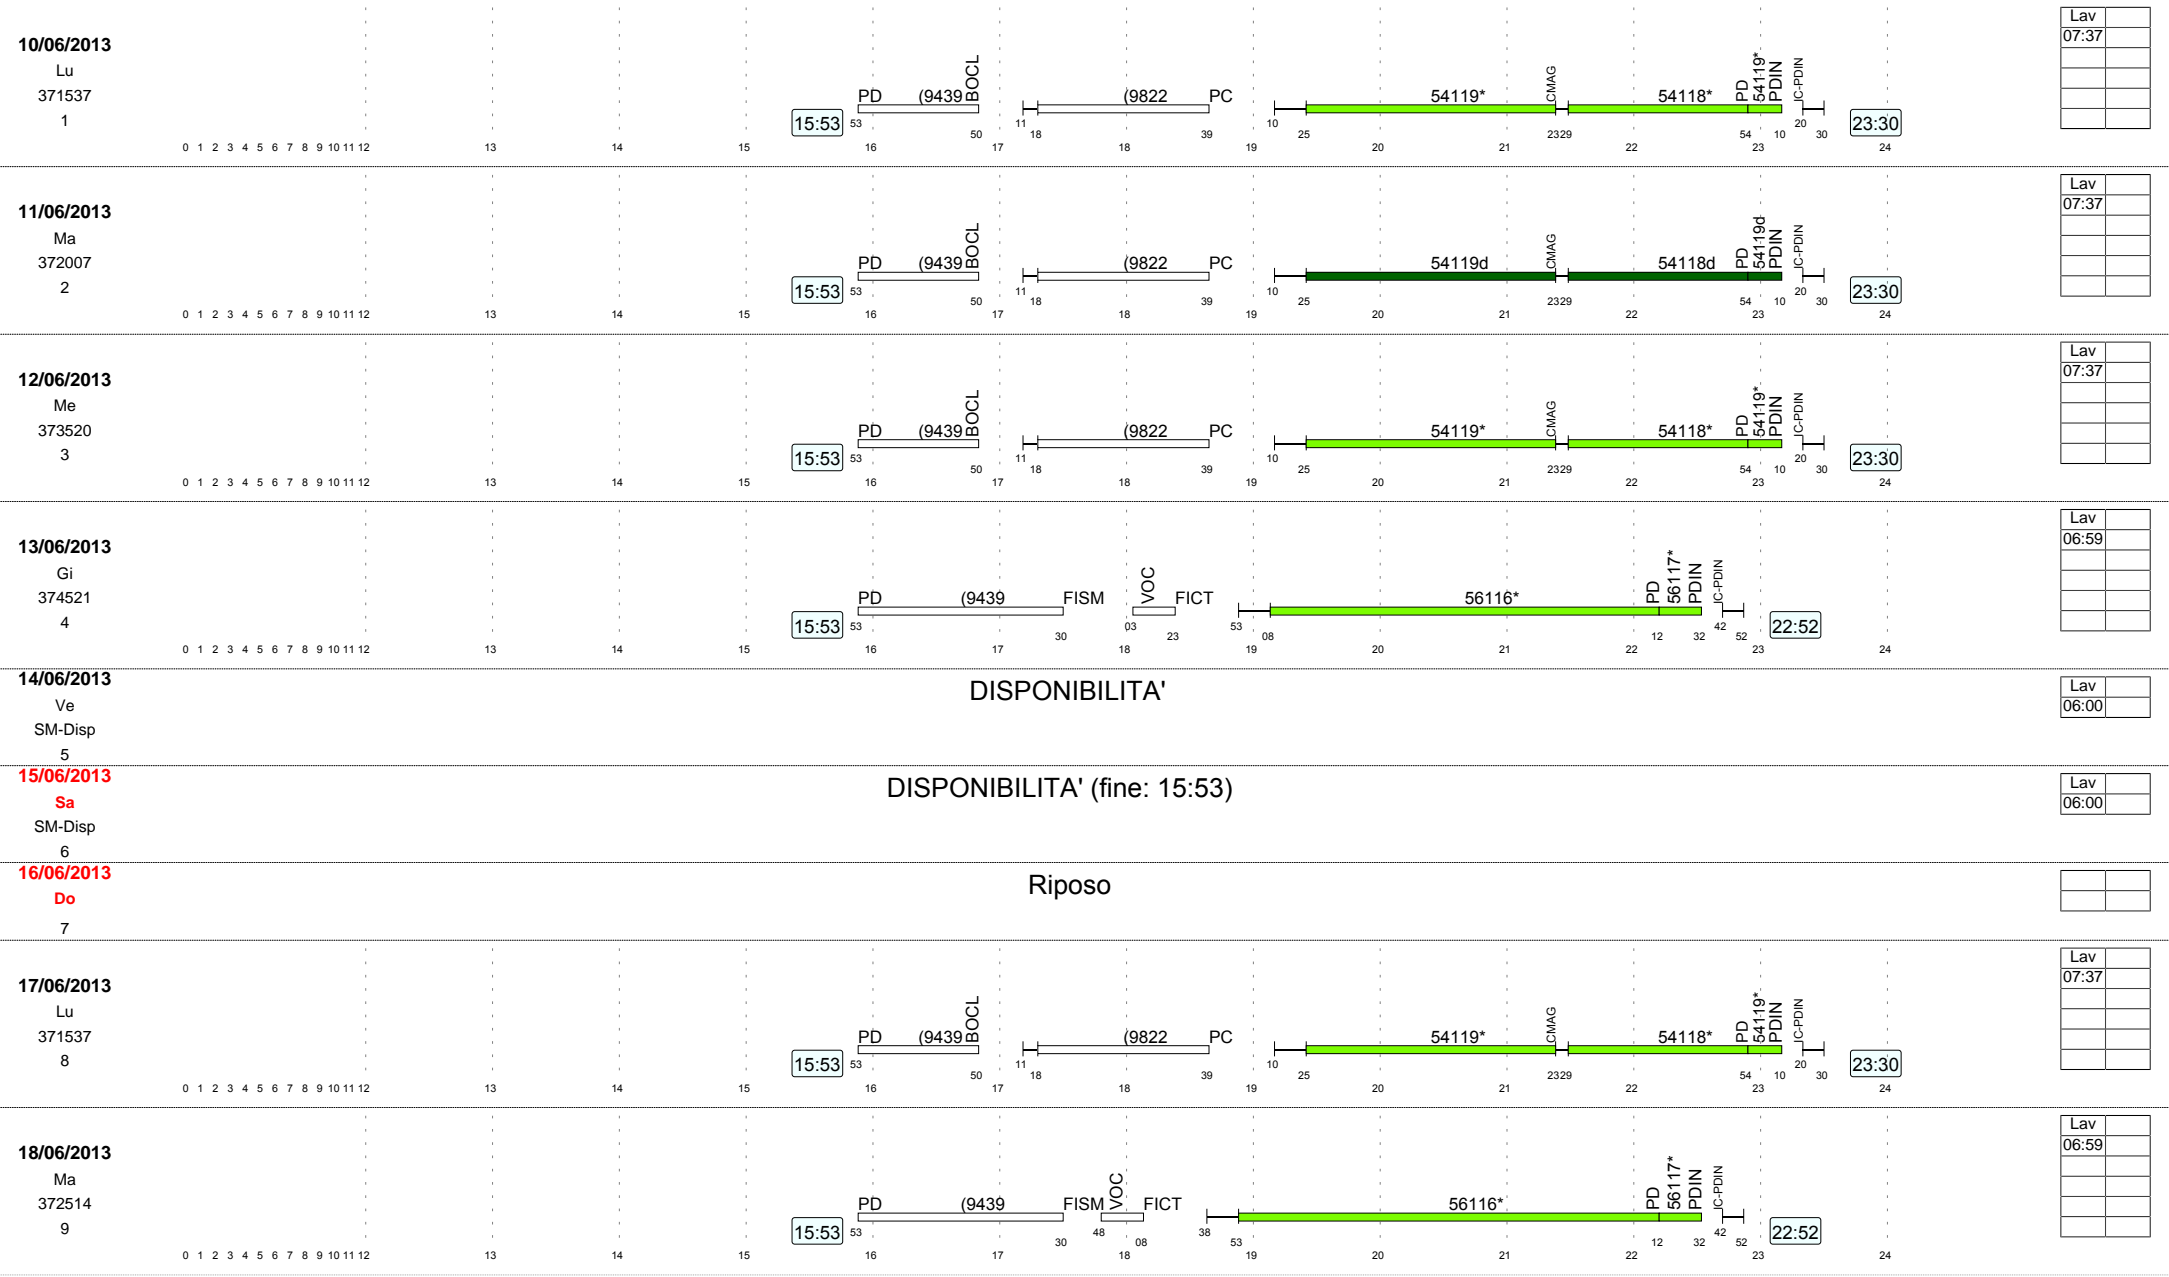 10/06/2013
Lu
371537
1
15:53 PD (9439 BOCL (9822 PC 54119* CMAG 54118* PD 54119* PDIN IC-PDIN 23:30
53 50 11 18 39 10 25 23 29 54 10 20 30
0 1 2 3 4 5 6 7 8 9 10 11 12 13 14 15 16 17 18 19 20 21 22 23 24
Lav
07:37
11/06/2013
Ma
372007
2
15:53 PD (9439 BOCL (9822 PC 54119d CMAG 54118d PD 54119d PDIN IC-PDIN 23:30
53 50 11 18 39 10 25 23 29 54 10 20 30
0 1 2 3 4 5 6 7 8 9 10 11 12 13 14 15 16 17 18 19 20 21 22 23 24
Lav
07:37
12/06/2013
Me
373520
3
15:53 PD (9439 BOCL (9822 PC 54119* CMAG 54118* PD 54119* PDIN IC-PDIN 23:30
53 50 11 18 39 10 25 23 29 54 10 20 30
0 1 2 3 4 5 6 7 8 9 10 11 12 13 14 15 16 17 18 19 20 21 22 23 24
Lav
07:37
13/06/2013
Gi
374521
4
15:53 PD (9439 FISM VOC FICT 56116* PD 56117* PDIN IC-PDIN 22:52
53 30 03 23 53 08 12 32 42 52
0 1 2 3 4 5 6 7 8 9 10 11 12 13 14 15 16 17 18 19 20 21 22 23 24
Lav
06:59
14/06/2013
Ve
SM-Disp
5
DISPONIBILITA'
Lav
06:00
15/06/2013
Sa
SM-Disp
6
DISPONIBILITA' (fine: 15:53)
Lav
06:00
16/06/2013
Do
7
Riposo
17/06/2013
Lu
371537
8
15:53 PD (9439 BOCL (9822 PC 54119* CMAG 54118* PD 54119* PDIN IC-PDIN 23:30
53 50 11 18 39 10 25 23 29 54 10 20 30
0 1 2 3 4 5 6 7 8 9 10 11 12 13 14 15 16 17 18 19 20 21 22 23 24
Lav
07:37
18/06/2013
Ma
372514
9
15:53 PD (9439 FISM VOC FICT 56116* PD 56117* PDIN IC-PDIN 22:52
53 30 48 08 38 53 12 32 42 52
0 1 2 3 4 5 6 7 8 9 10 11 12 13 14 15 16 17 18 19 20 21 22 23 24
Lav
06:59